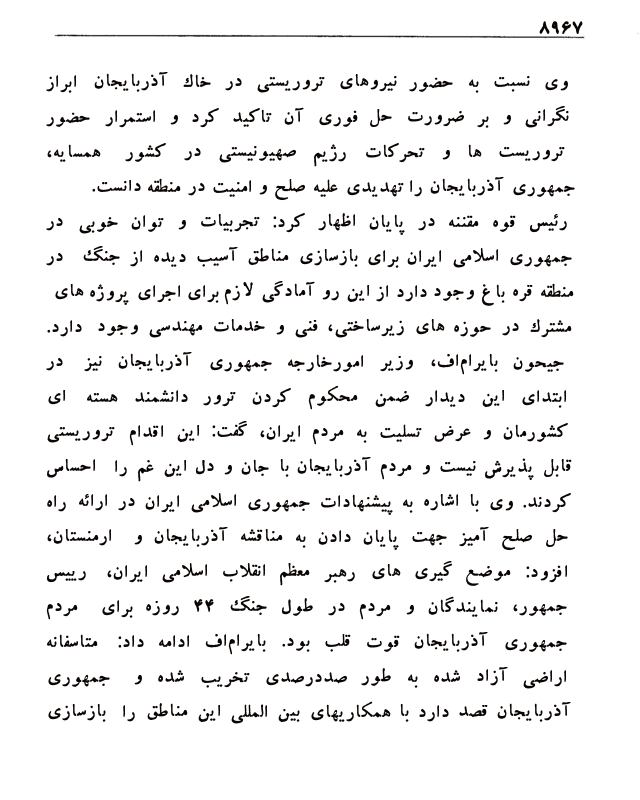 ۸۹۶۷
وی نسبت به حضور نیروهای تروریستی در خاك آذربایجان ابراز
نگرانی و بر ضرورت حل فوری آن تاکید کرد و استمرار حضور
تروریست ها و تحرکات رژیم صهیونیستی در کشور همسایه،
جمهوری آذربایجان را تهدیدی علیه صلح و امنیت در منطقه دانست.
رئیس قوه مقننه در پایان اظهار کرد: تجربیات و توان خوبی در
جمهوری اسلامی ایران برای بازسازی مناطق آسیب دیده از جنگ در
منطقه قره باغ وجود دارد از این رو آمادگی لازم برای اجرای پروژه های
مشترك در حوزه های زیرساختی، فنی و خدمات مهندسی وجود دارد.
جیحون بایرام‌اف، وزیر امورخارجه جمهوری آذربایجان نیز در
ابتدای این دیدار ضمن محکوم کردن ترور دانشمند هسته ای
کشورمان و عرض تسلیت به مردم ایران، گفت: این اقدام تروریستی
قابل پذیرش نیست و مردم آذربایجان با جان و دل این غم را احساس
کردند. وی با اشاره به پیشنهادات جمهوری اسلامی ایران در ارائه راه
حل صلح آمیز جهت پایان دادن به مناقشه آذربایجان و ارمنستان،
افزود: موضع گیری های رهبر معظم انقلاب اسلامی ایران، رییس
جمهور، نمایندگان و مردم در طول جنگ ۴۴ روزه برای مردم
جمهوری آذربایجان قوت قلب بود. بایرام‌اف ادامه داد: متاسفانه
اراضی آزاد شده به طور صددرصدی تخریب شده و جمهوری
آذربایجان قصد دارد با همکاریهای بین المللی این مناطق را بازسازی